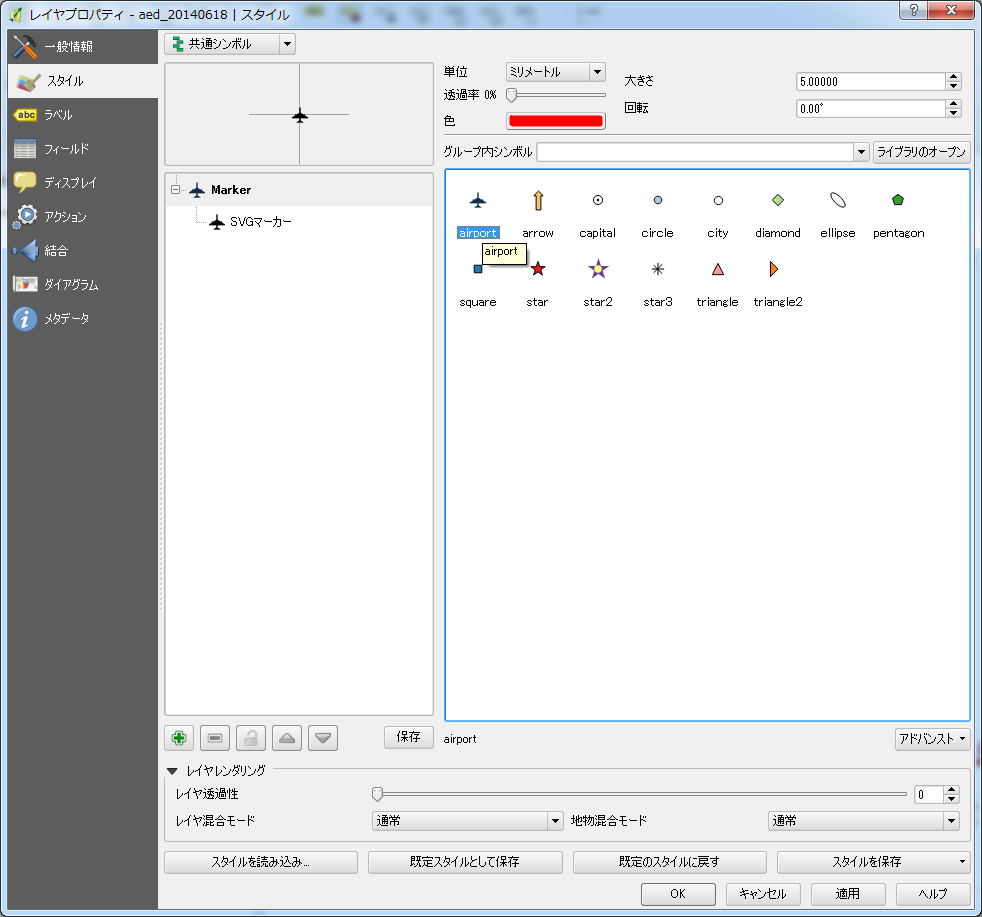 レイヤプロパティ - aed_20140618 | スタイル
一般情報
スタイル
abc ラベル
フィールド
ディスプレイ
アクション
結合
ダイアグラム
i メタデータ
共通シンボル
Marker
SVGマーカー
単位 ミリメートル
透過率 0%
色
大きさ 5.00000
回転 0.00°
グループ内シンボル ライブラリのオープン
airport arrow capital circle city diamond ellipse pentagon
airport
square star star2 star3 triangle triangle2
保存 airport アドバンスト
レイヤレンダリング
レイヤ透過性 0
レイヤ混合モード 通常 地物混合モード 通常
スタイルを読み込み... 既定スタイルとして保存 既定のスタイルに戻す スタイルを保存
OK キャンセル 適用 ヘルプ